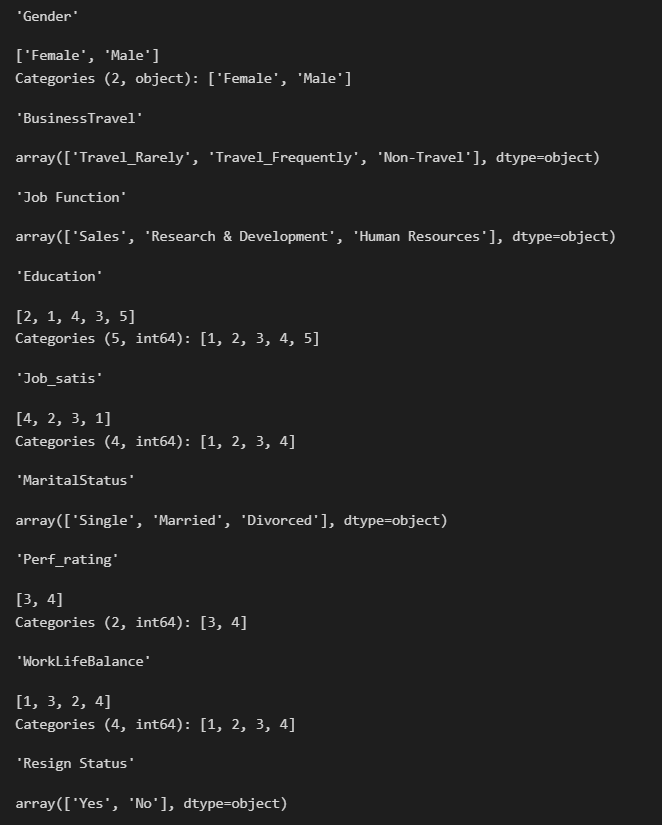 'Gender'
['Female', 'Male']
Categories (2, object): ['Female', 'Male']
'BusinessTravel'
array(['Travel_Rarely', 'Travel_Frequently', 'Non-Travel'], dtype=object)
'Job Function'
array(['Sales', 'Research & Development', 'Human Resources'], dtype=object)
'Education'
[2, 1, 4, 3, 5]
Categories (5, int64): [1, 2, 3, 4, 5]
'Job_satis'
[4, 2, 3, 1]
Categories (4, int64): [1, 2, 3, 4]
'MaritalStatus'
array(['Single', 'Married', 'Divorced'], dtype=object)
'Perf_rating'
[3, 4]
Categories (2, int64): [3, 4]
'WorkLifeBalance'
[1, 3, 2, 4]
Categories (4, int64): [1, 2, 3, 4]
'Resign Status'
array(['Yes', 'No'], dtype=object)